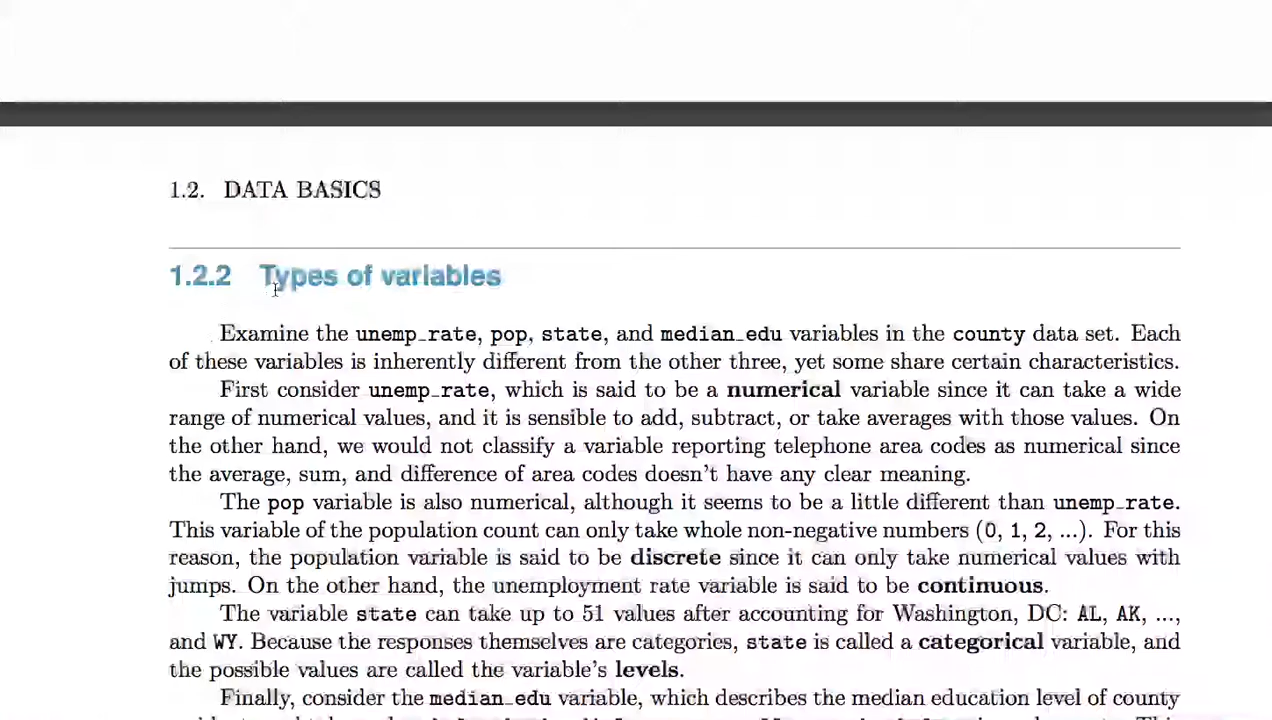 1.2. DATA BASICS
1.2.2 Types of variables
Examine the unemp_rate, pop, state, and median_edu variables in the county data set. Each
of these variables is inherently different from the other three, yet some share certain characteristics.
First consider unemp_rate, which is said to be a numerical variable since it can take a wide
range of numerical values, and it is sensible to add, subtract, or take averages with those values. On
the other hand, we would not classify a variable reporting telephone area codes as numerical since
the average, sum, and difference of area codes doesn't have any clear meaning.
The pop variable is also numerical, although it seems to be a little different than unemp_rate.
This variable of the population count can only take whole non-negative numbers (0, 1, 2, ...). For this
reason, the population variable is said to be discrete since it can only take numerical values with
jumps. On the other hand, the unemployment rate variable is said to be continuous.
The variable state can take up to 51 values after accounting for Washington, DC: AL, AK, ...,
and WY. Because the responses themselves are categories, state is called a categorical variable, and
the possible values are called the variable's levels.
Finally, consider the median_edu variable, which describes the median education level of county